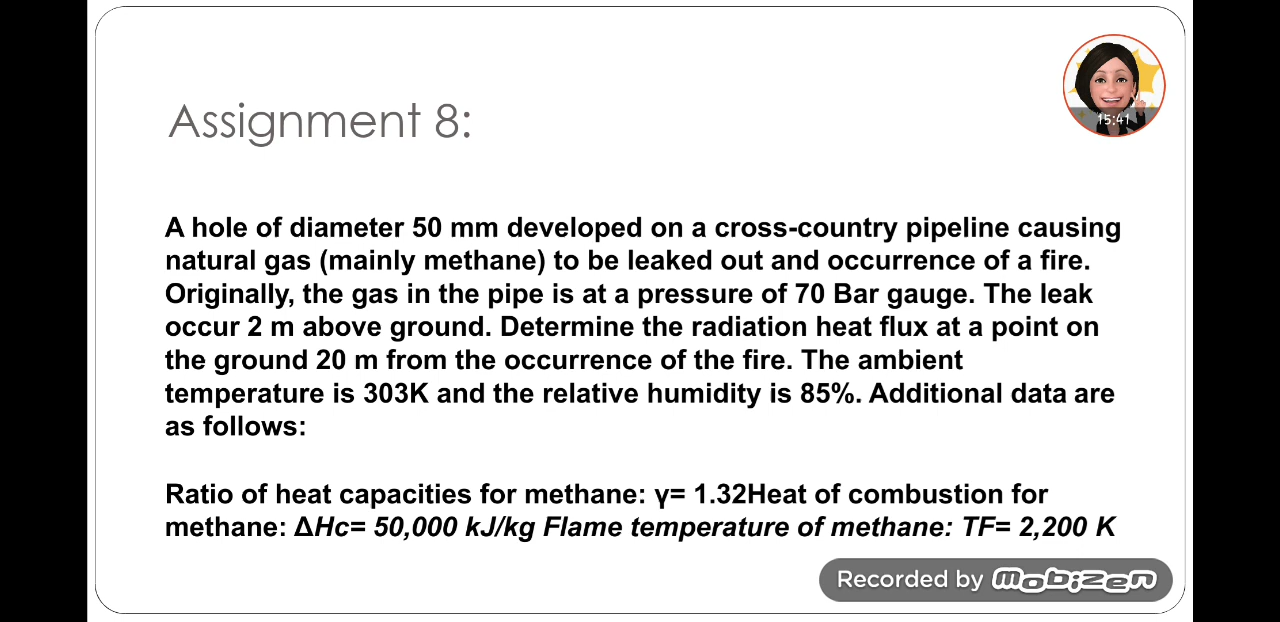 15:41
Assignment 8:
A hole of diameter 50 mm developed on a cross-country pipeline causing
natural gas (mainly methane) to be leaked out and occurrence of a fire.
Originally, the gas in the pipe is at a pressure of 70 Bar gauge. The leak
occur 2 m above ground. Determine the radiation heat flux at a point on
the ground 20 m from the occurrence of the fire. The ambient
temperature is 303K and the relative humidity is 85%. Additional data are
as follows:
Ratio of heat capacities for methane: γ= 1.32Heat of combustion for
methane: ΔHc= 50,000 kJ/kg Flame temperature of methane: TF= 2,200 K
Recorded by mobizen